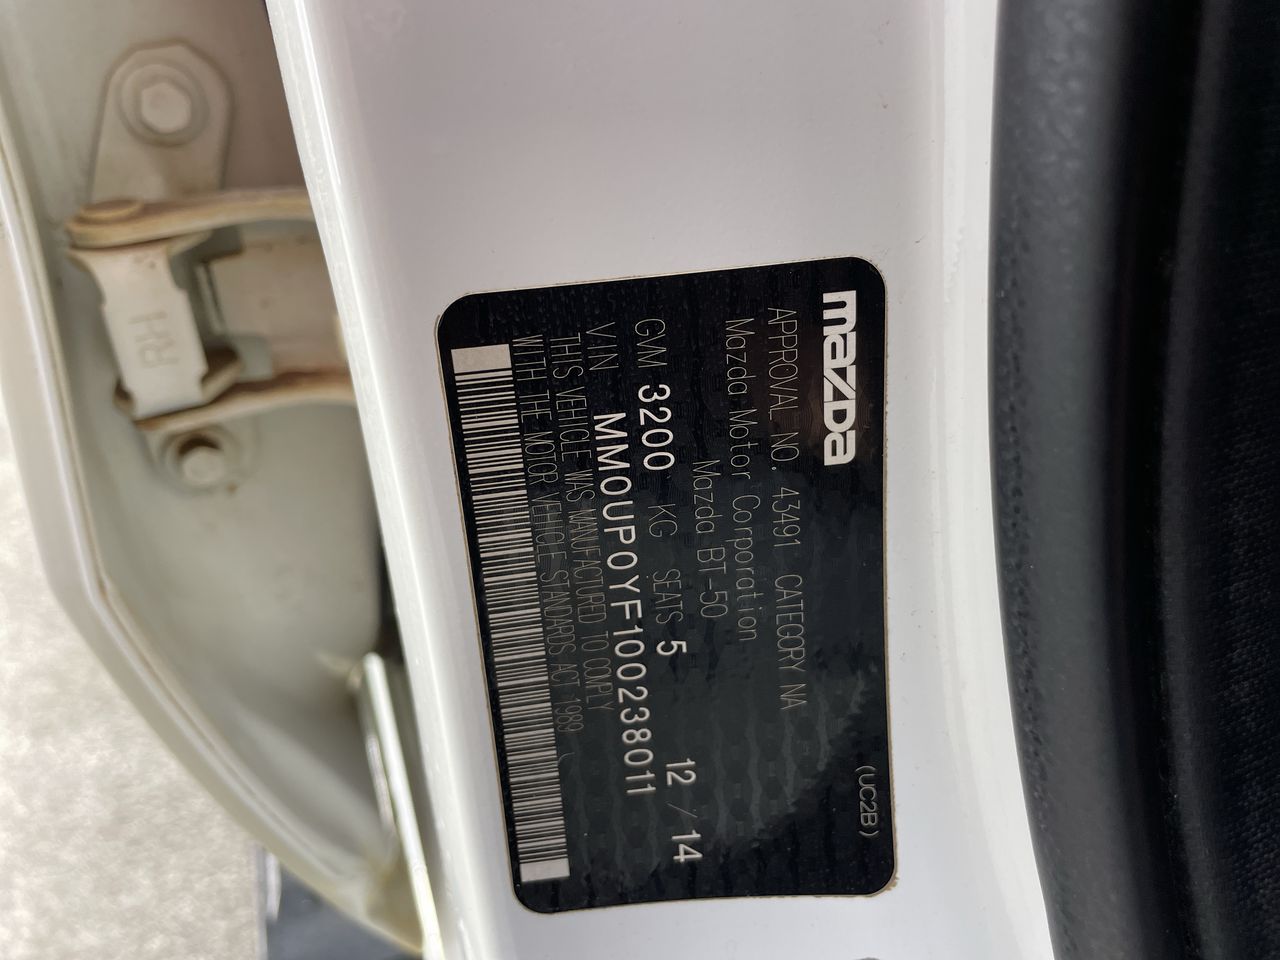 mazda
(UC2B)
APPROVAL NO. 43491 CATEGORY NA
Mazda Motor Corporation
Mazda BT-50
GVM 3200 KG SEATS 5 12 / 14
VIN MM0UP0YF100238011
THIS VEHICLE WAS MANUFACTURED TO COMPLY
WITH THE MOTOR VEHICLE STANDARDS ACT 1989
RH